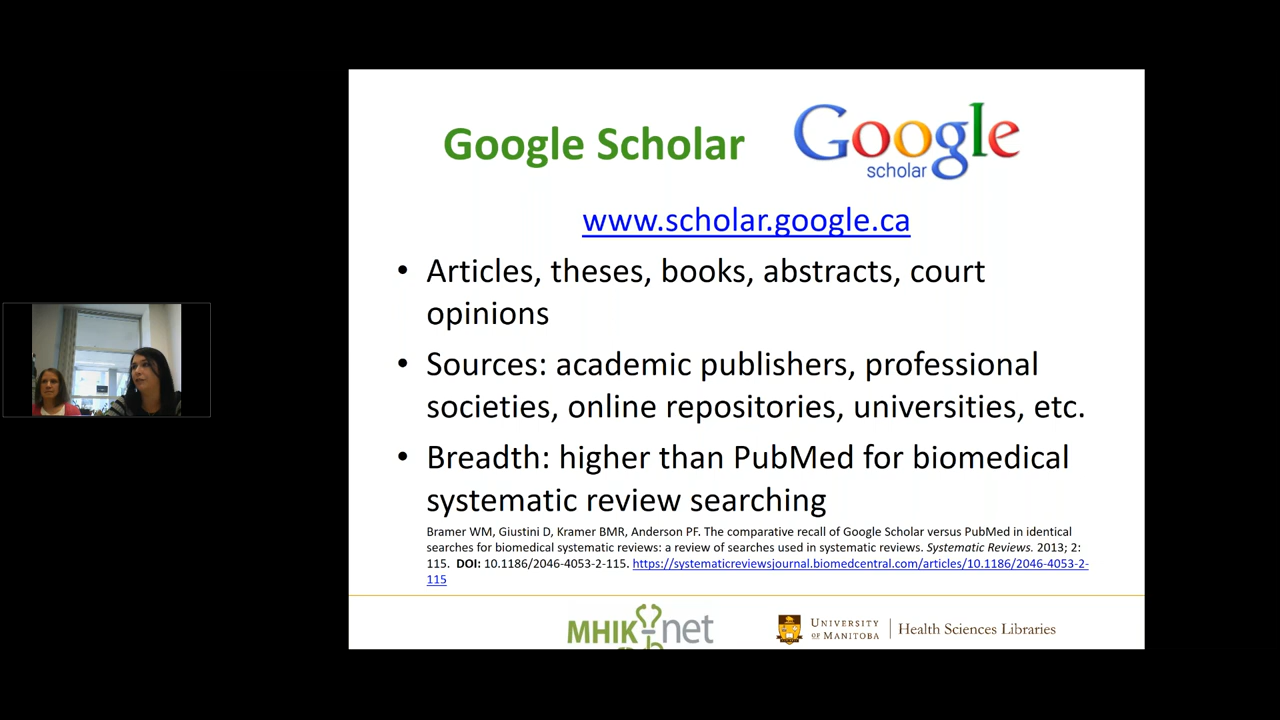 Google Scholar
Google
scholar
www.scholar.google.ca
• Articles, theses, books, abstracts, court
opinions
• Sources: academic publishers, professional
societies, online repositories, universities, etc.
• Breadth: higher than PubMed for biomedical
systematic review searching
Bramer WM, Giustini D, Kramer BMR, Anderson PF. The comparative recall of Google Scholar versus PubMed in identical
searches for biomedical systematic reviews: a review of searches used in systematic reviews. Systematic Reviews. 2013; 2:
115. DOI: 10.1186/2046-4053-2-115. https://systematicreviewsjournal.biomedcentral.com/articles/10.1186/2046-4053-2-
115
MHIK-net
UNIVERSITY
OF MANITOBA
Health Sciences Libraries